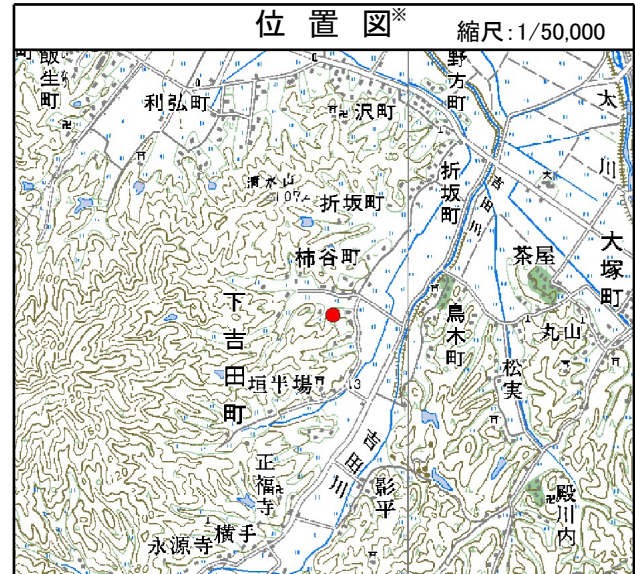 位置図※
縮尺:1/50,000
飯生町
利弘町
沢町
野方町
太
川
清水山
107
折坂町
折坂町
吉田川
柿谷町
茶屋
大塚町
下吉田町
鳥木町
丸山
松実
垣半場
13
正福寺
吉田川
影平
殿川内
横手
永源寺